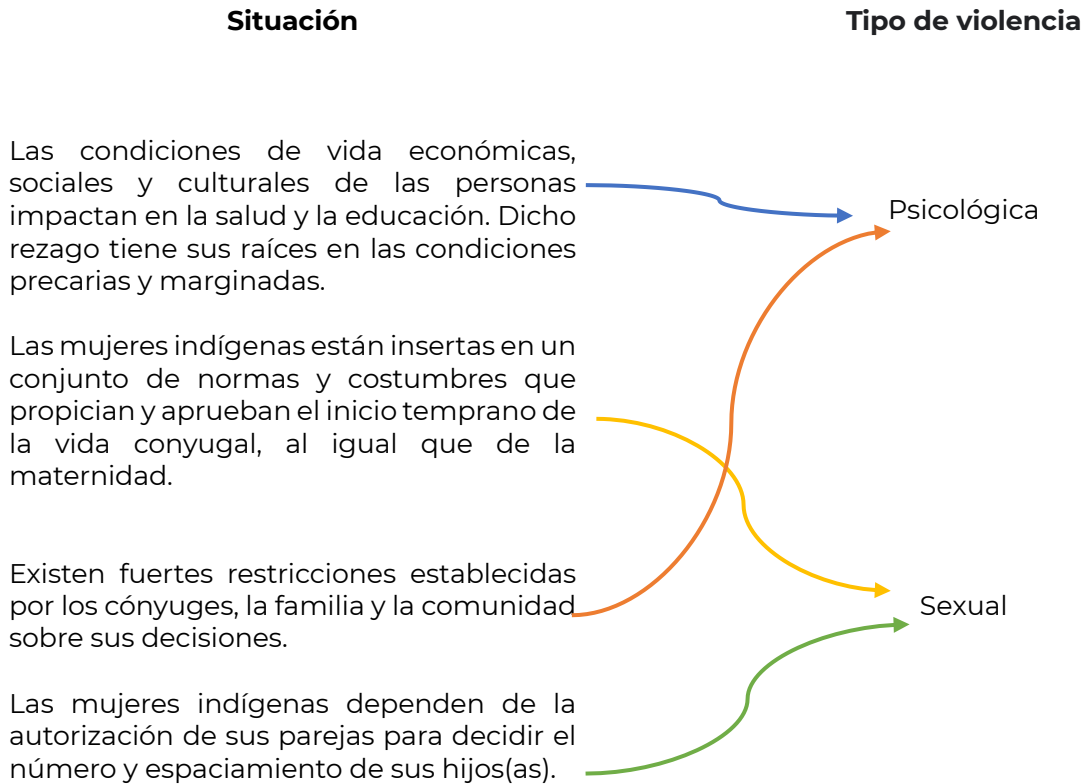 Situación
Tipo de violencia
Las condiciones de vida económicas,
sociales y culturales de las personas
impactan en la salud y la educación. Dicho
rezago tiene sus raíces en las condiciones
precarias y marginadas.
Psicológica
Las mujeres indígenas están insertas en un
conjunto de normas y costumbres que
propician y aprueban el inicio temprano de
la vida conyugal, al igual que de la
maternidad.
Existen fuertes restricciones establecidas
por los cónyuges, la familia y la comunidad
sobre sus decisiones.
Sexual
Las mujeres indígenas dependen de la
autorización de sus parejas para decidir el
número y espaciamiento de sus hijos(as).